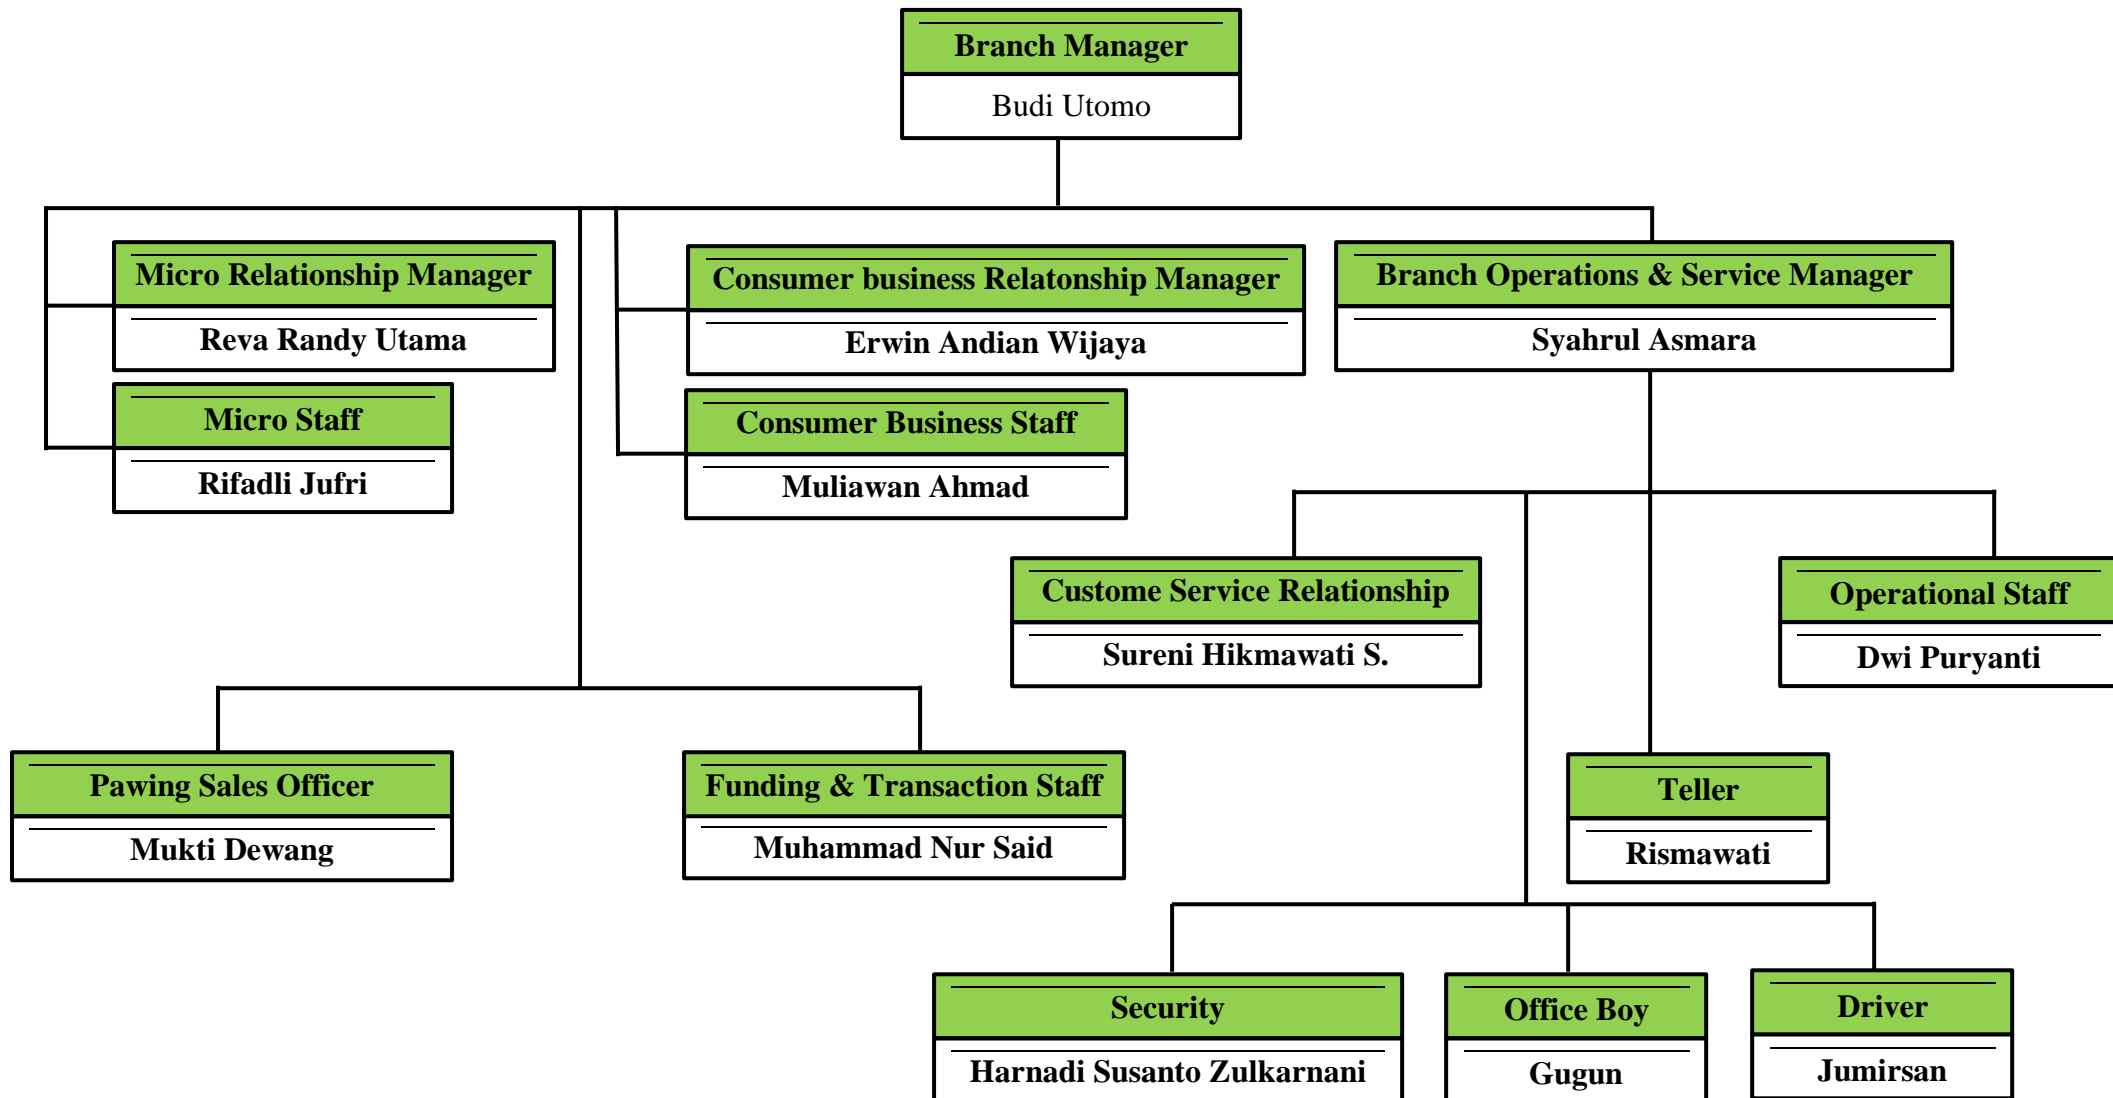 Branch Manager
Budi Utomo
Micro Relationship Manager
Reva Randy Utama
Consumer business Relatonship Manager
Erwin Andian Wijaya
Branch Operations & Service Manager
Syahrul Asmara
Micro Staff
Rifadli Jufri
Consumer Business Staff
Muliawan Ahmad
Custome Service Relationship
Sureni Hikmawati S.
Operational Staff
Dwi Puryanti
Pawing Sales Officer
Mukti Dewang
Funding & Transaction Staff
Muhammad Nur Said
Teller
Rismawati
Security
Harnadi Susanto Zulkarnani
Office Boy
Gugun
Driver
Jumirsan